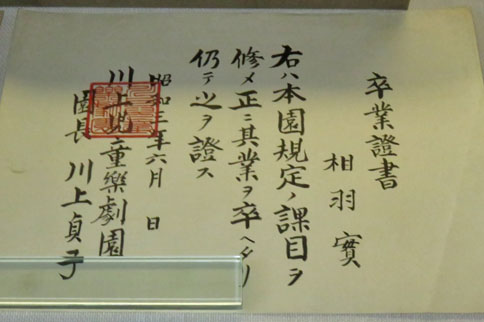 卒業證書
相羽實
右ハ本園規定ノ課目ヲ
修メ正ニ其業ヲ卒ヘタリ
仍テ之ヲ證ス
昭和三年六月 日
川上児童樂劇園
園長 川上貞子